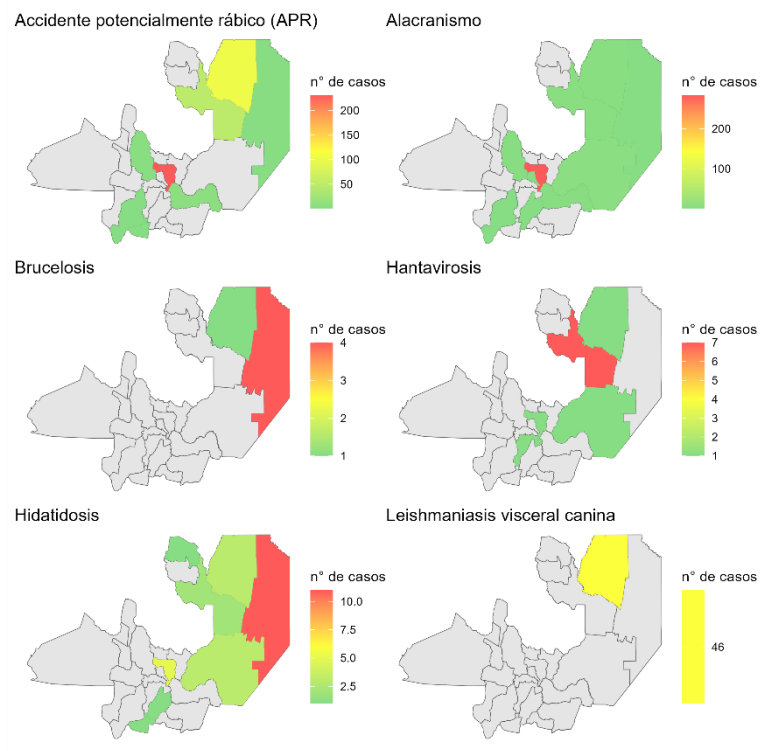 Accidente potencialmente rábico (APR)
n° de casos
200
150
100
50
Alacranismo
n° de casos
200
100
Brucelosis
n° de casos
4
3
2
1
Hantavirosis
n° de casos
7
6
5
4
3
2
1
Hidatidosis
n° de casos
10.0
7.5
5.0
2.5
Leishmaniasis visceral canina
n° de casos
46